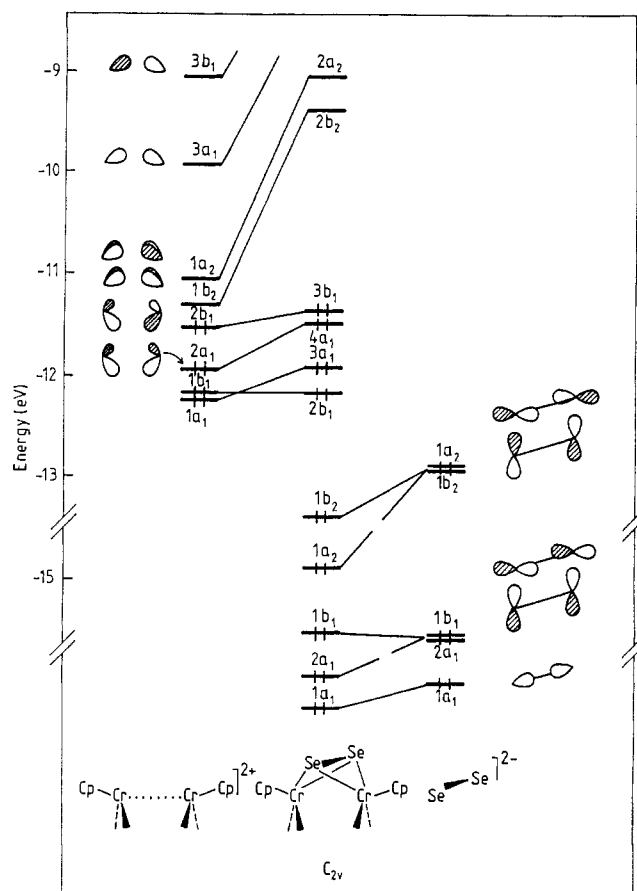 Energy (eV)
-9
-10
-11
-12
-13
-15
3b1
3a1
1a2
1b2
2b1
2a1
1b1
1a1
2a2
2b2
3b1
4a1
3a1
2b1
1b2
1a2
1b1
2a1
1a1
1a2
1b2
1b1
2a1
1a1
Cp Cr Cr Cp ]2+
Se Se
Cp Cr Cr Cp
Se Se ]2-
C2v